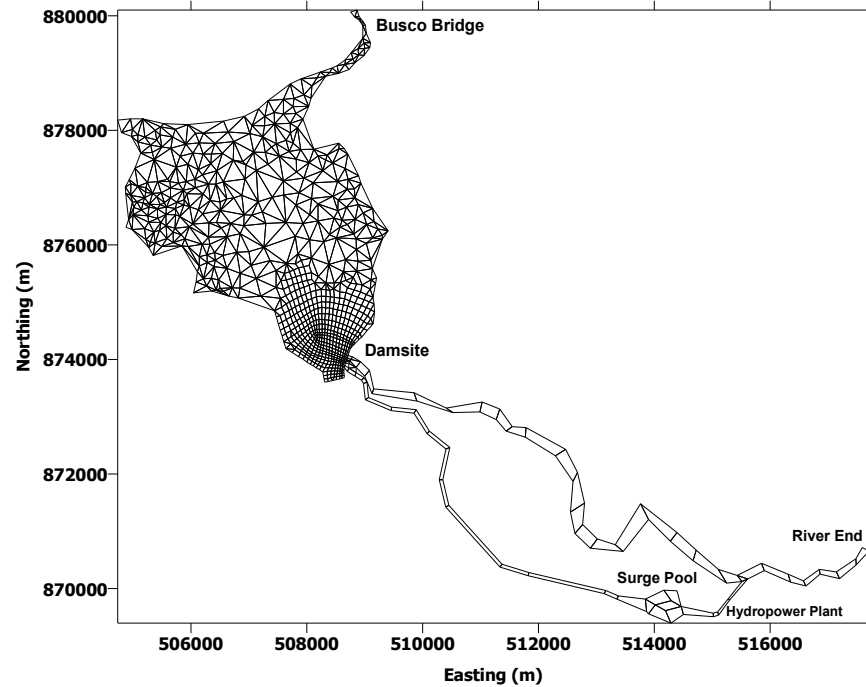 880000
Busco Bridge
878000
876000
Northing (m)
874000
Damsite
872000
River End
870000
Surge Pool
Hydropower Plant
506000 508000 510000 512000 514000 516000
Easting (m)